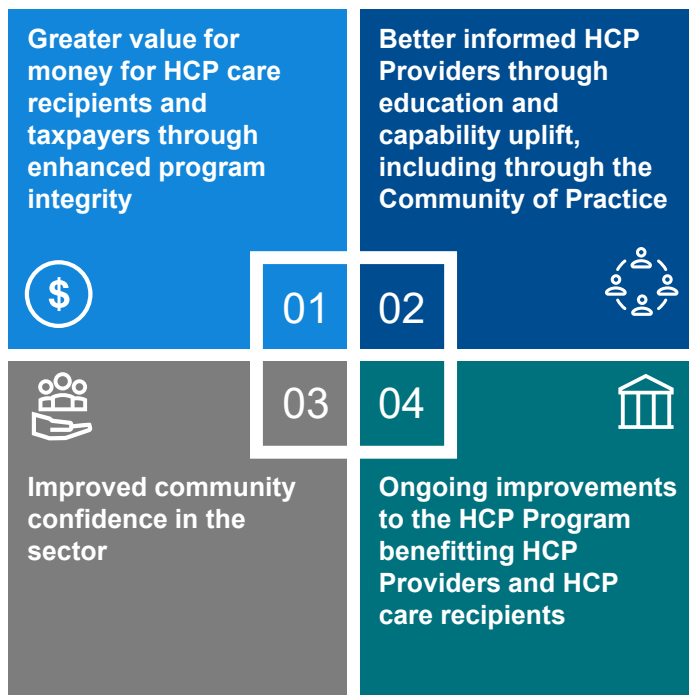 Greater value for
money for HCP care
recipients and
taxpayers through
enhanced program
integrity
$
01
Better informed HCP
Providers through
education and
capability uplift,
including through the
Community of Practice
02
03
Improved community
confidence in the
sector
04
Ongoing improvements
to the HCP Program
benefitting HCP
Providers and HCP
care recipients